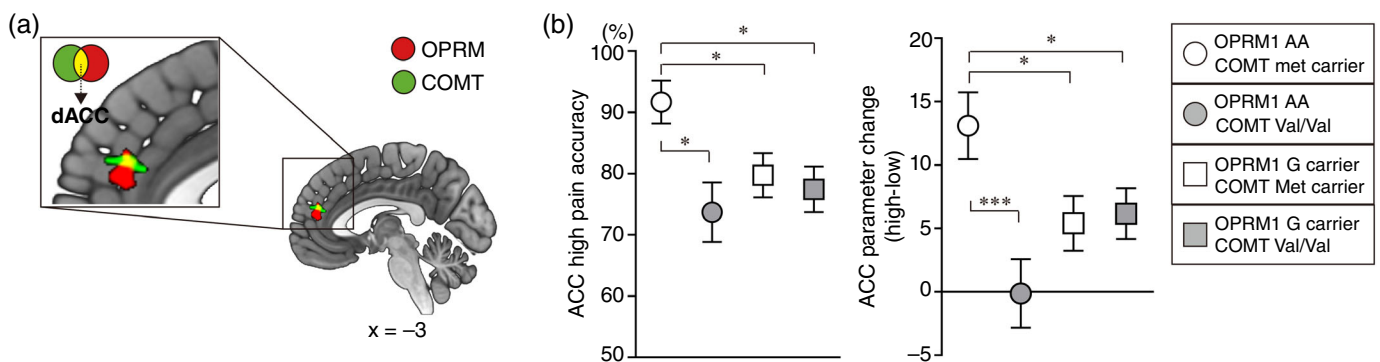 (a)
dACC
OPRM
COMT
x = –3
(b)
(%)
100
90
80
70
60
50
ACC high pain accuracy
*
*
*
20
15
10
5
0
–5
ACC parameter change
(high-low)
*
*
***
OPRM1 AA
COMT met carrier
OPRM1 AA
COMT Val/Val
OPRM1 G carrier
COMT Met carrier
OPRM1 G carrier
COMT Val/Val